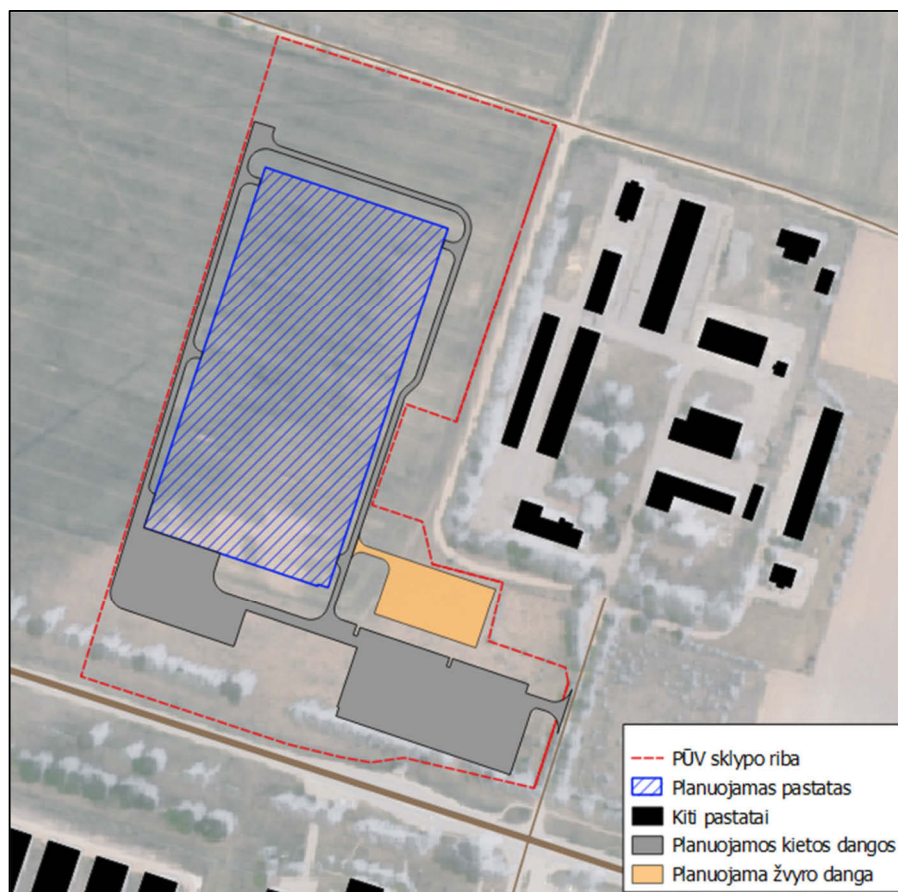 PŪV sklypo riba
Planuojamas pastatas
Kiti pastatai
Planuojamos kietos dangos
Planuojama žvyro danga